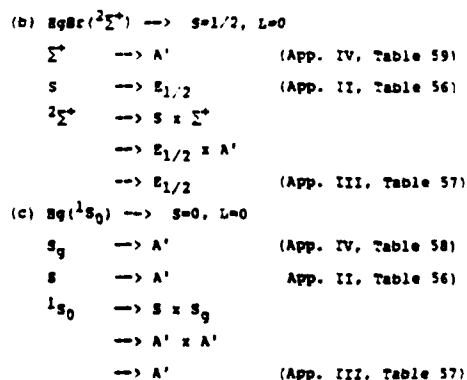 (b) HgBr(²Σ⁺) --> S=1/2, L=0
Σ⁺ --> A' (App. IV, Table 59)
S --> E₁/₂ (App. II, Table 56)
²Σ⁺ --> S x Σ⁺
--> E₁/₂ x A'
--> E₁/₂ (App. III, Table 57)
(c) Hg(¹S₀) --> S=0, L=0
S_g --> A' (App. IV, Table 58)
S --> A' App. II, Table 56)
¹S₀ --> S x S_g
--> A' x A'
--> A' (App. III, Table 57)